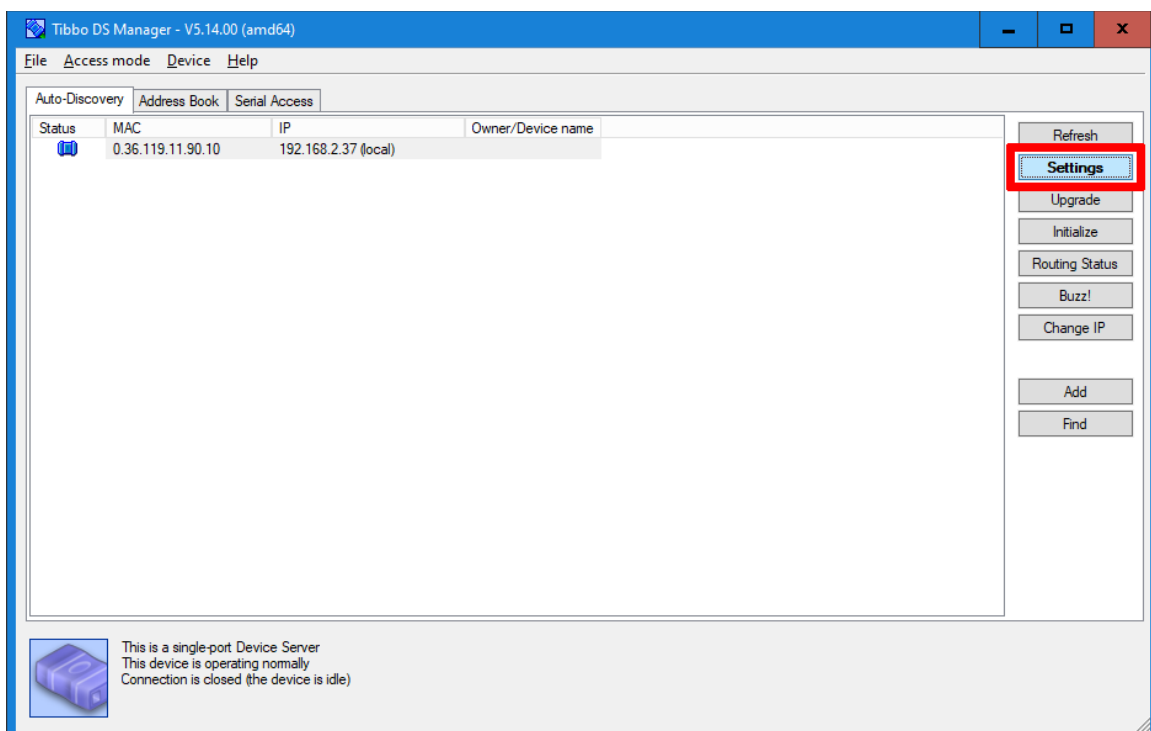 Tibbo DS Manager - V5.14.00 (amd64)
File Access mode Device Help
Auto-Discovery Address Book Serial Access
Status MAC IP Owner/Device name
0.36.119.11.90.10 192.168.2.37 (local)
Refresh
Settings
Upgrade
Initialize
Routing Status
Buzz!
Change IP
Add
Find
This is a single-port Device Server
This device is operating normally
Connection is closed (the device is idle)